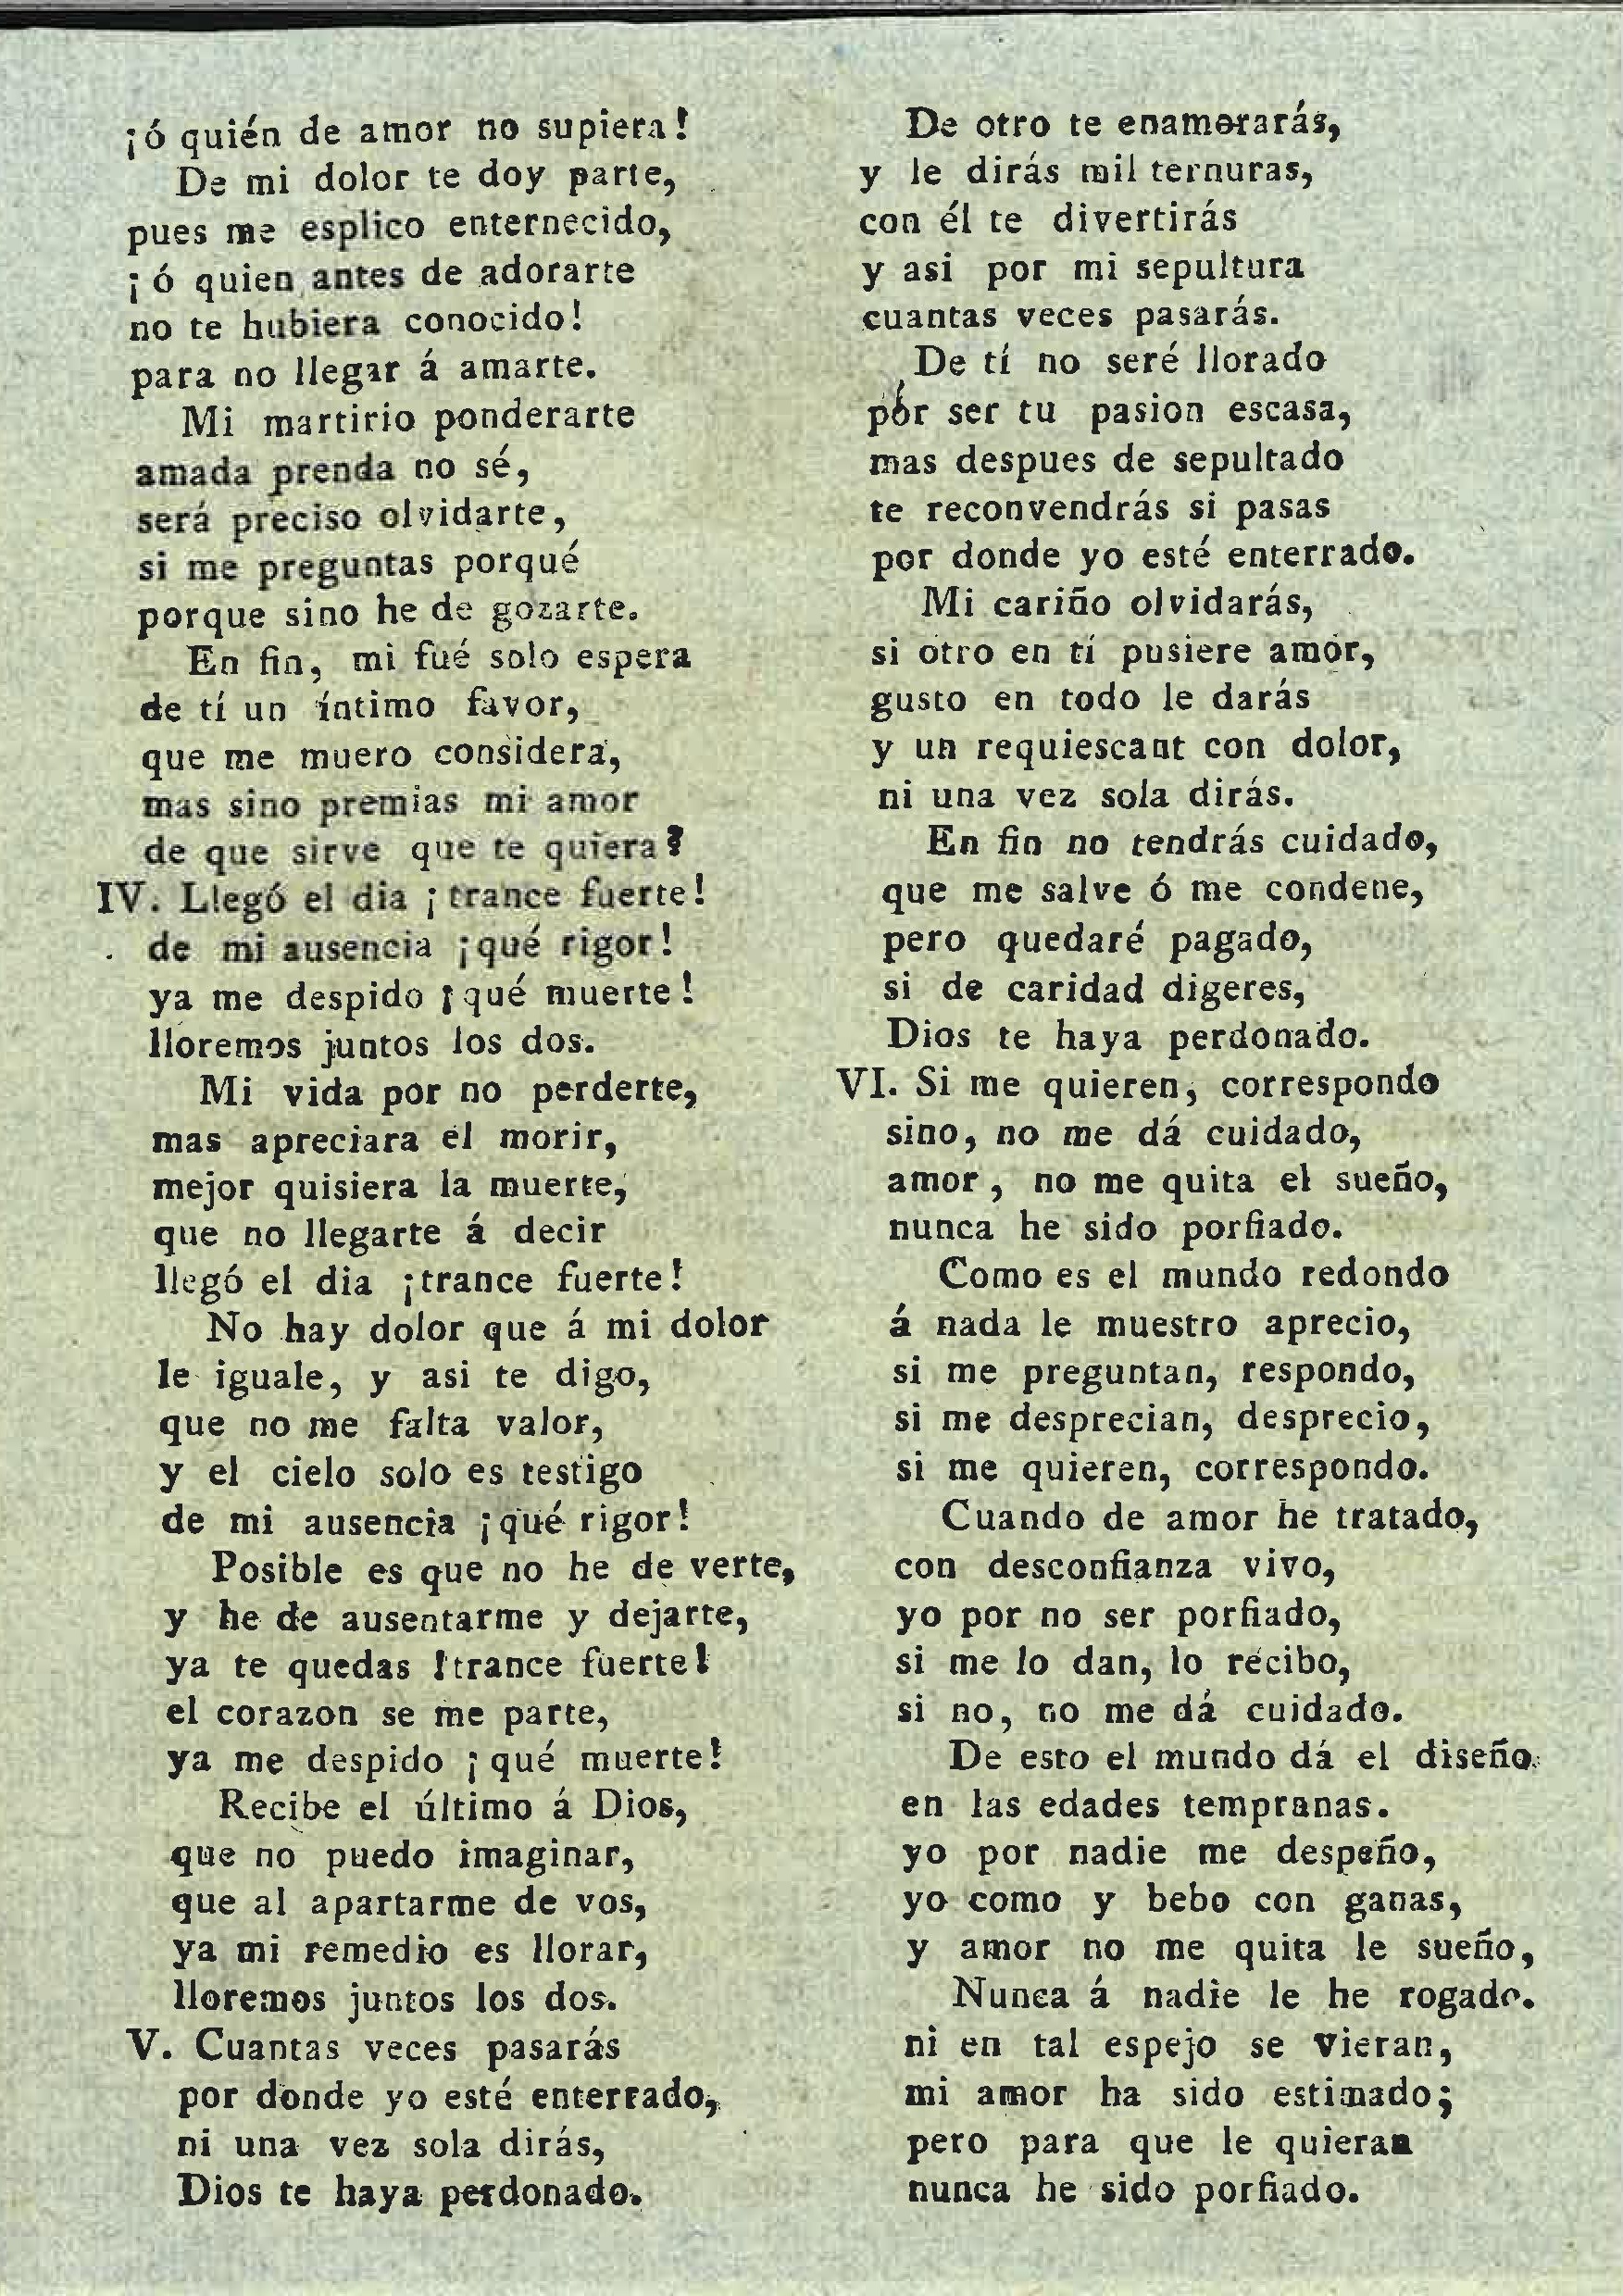 ¡ó quién de amor no supiera!
De mi dolor te doy parte,
pues me esplico enternecido,
¡ó quien antes de adorarte
no te hubiera conocido!
para no llegar á amarte.
Mi martirio ponderarte
amada prenda no sé,
será preciso olvidarte,
si me preguntas porqué
porque sino he de gozarte.
En fin, mi fué solo espera
de tí un íntimo favor,
que me muero considera,
mas sino premias mi amor
de que sirve que te quiera?
IV. Llegó el dia ¡trance fuerte!
de mi ausencia ¡qué rigor!
ya me despido ¡qué muerte!
lloremos juntos los dos.
Mi vida por no perderte,
mas apreciara el morir,
mejor quisiera la muerte,
que no llegarte á decir
llegó el dia ¡trance fuerte!
No hay dolor que á mi dolor
le iguale, y asi te digo,
que no me falta valor,
y el cielo solo es testigo
de mi ausencia ¡qué rigor!
Posible es que no he de verte,
y he de ausentarme y dejarte,
ya te quedas !trance fuerte!
el corazon se me parte,
ya me despido ¡qué muerte!
Recibe el último á Dios,
que no puedo imaginar,
que al apartarme de vos,
ya mi remedio es llorar,
lloremos juntos los dos.
V. Cuantas veces pasarás
por donde yo esté enterrado,
ni una vez sola dirás,
Dios te haya perdonado.
De otro te enamorarás,
y le dirás mil ternuras,
con él te divertirás
y asi por mi sepultura
cuantas veces pasarás.
De tí no seré llorado
pór ser tu pasion escasa,
mas despues de sepultado
te reconvendrás si pasas
por donde yo esté enterrado.
Mi cariño olvidarás,
si otro en tí pusiere amor,
gusto en todo le darás
y un requiescant con dolor,
ni una vez sola dirás.
En fin no tendrás cuidado,
que me salve ó me condene,
pero quedaré pagado,
si de caridad digeres,
Dios te haya perdonado.
VI. Si me quieren, correspondo
sino, no me dá cuidado,
amor, no me quita el sueño,
nunca he sido porfiado.
Como es el mundo redondo
á nada le muestro aprecio,
si me preguntan, respondo,
si me desprecian, desprecio,
si me quieren, correspondo.
Cuando de amor he tratado,
con desconfianza vivo,
yo por no ser porfiado,
si me lo dan, lo recibo,
si no, no me dá cuidado.
De esto el mundo dá el diseño.
en las edades tempranas.
yo por nadie me despeño,
yo como y bebo con ganas,
y amor no me quita le sueño,
Nunca á nadie le he rogado.
ni en tal espejo se vieran,
mi amor ha sido estimado;
pero para que le quieran
nunca he sido porfiado.